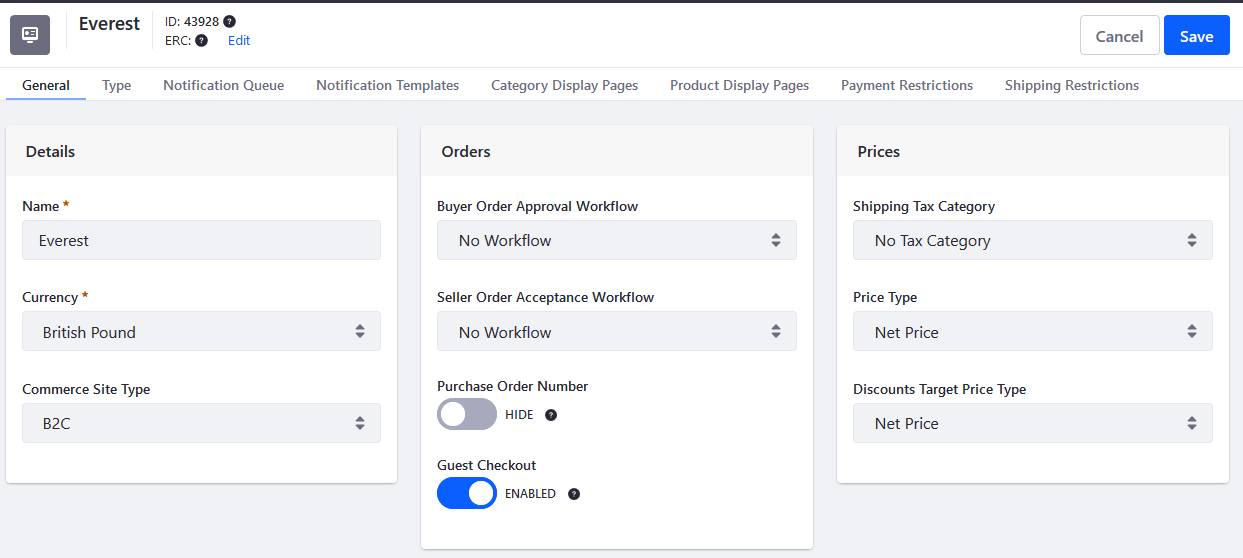 Everest
ID: 43928
ERC: Edit
Cancel
Save
General Type Notification Queue Notification Templates Category Display Pages Product Display Pages Payment Restrictions Shipping Restrictions
Details
Name *
Everest
Currency *
British Pound
Commerce Site Type
B2C
Orders
Buyer Order Approval Workflow
No Workflow
Seller Order Acceptance Workflow
No Workflow
Purchase Order Number
HIDE
Guest Checkout
ENABLED
Prices
Shipping Tax Category
No Tax Category
Price Type
Net Price
Discounts Target Price Type
Net Price